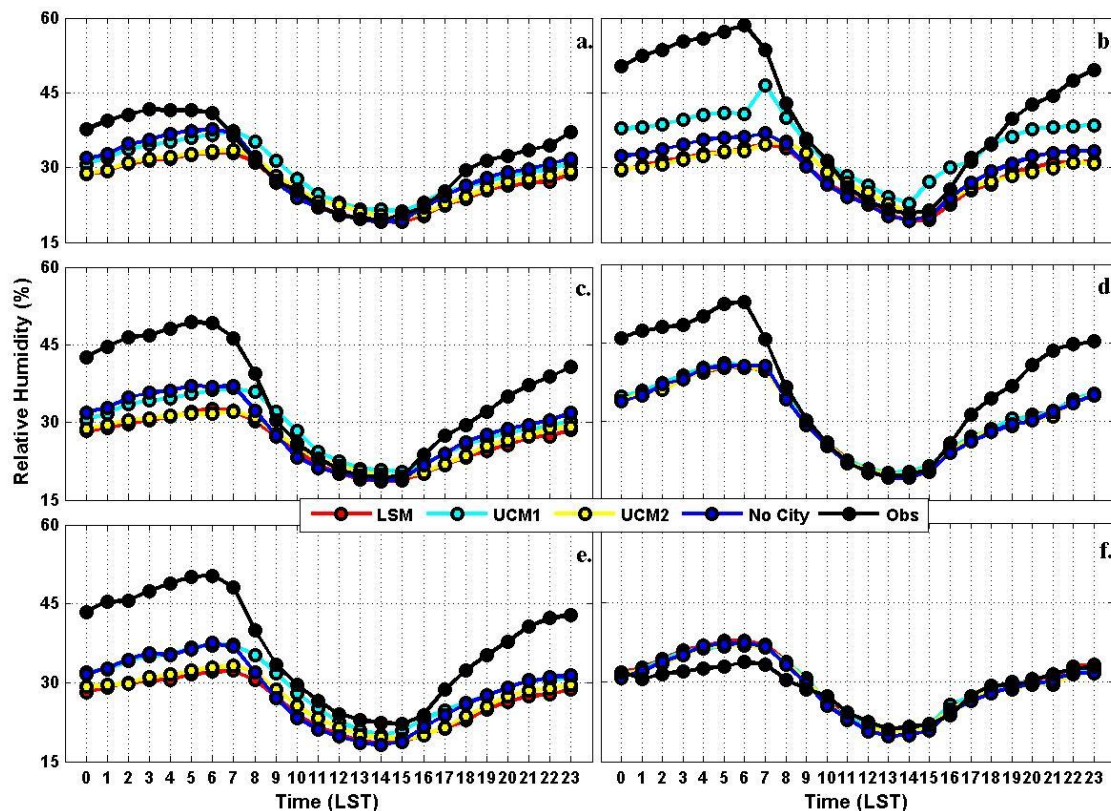 60
45
30
15
a.
b.
60
45
30
15
Relative Humidity (%)
c.
d.
LSM UCM1 UCM2 No City Obs
60
45
30
15
e.
f.
0 1 2 3 4 5 6 7 8 9 10 11 12 13 14 15 16 17 18 19 20 21 22 23
0 1 2 3 4 5 6 7 8 9 10 11 12 13 14 15 16 17 18 19 20 21 22 23
Time (LST)
Time (LST)